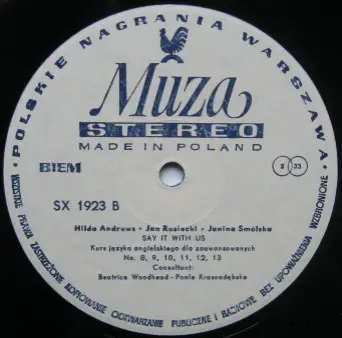 • POLSKIE NAGRANIA WARSZAWA •
Muza
STEREO
MADE IN POLAND
BIEM
S 33
SX 1923 B
Hilda Andrews • Jan Rusiecki • Janina Smólska
SAY IT WITH US
Kurs języka angielskiego dla zaawansowanych
No. 8, 9, 10, 11, 12, 13
Consultant:
Beatrice Woodhead - Ponie Krasnodębska
WSZELKIE PRAWA ZASTRZEŻONE KOPIOWANIE ODTWARZANIE PUBLICZNE I RADIOWE BEZ UPOWAŻNIENIA WZBRONIONE